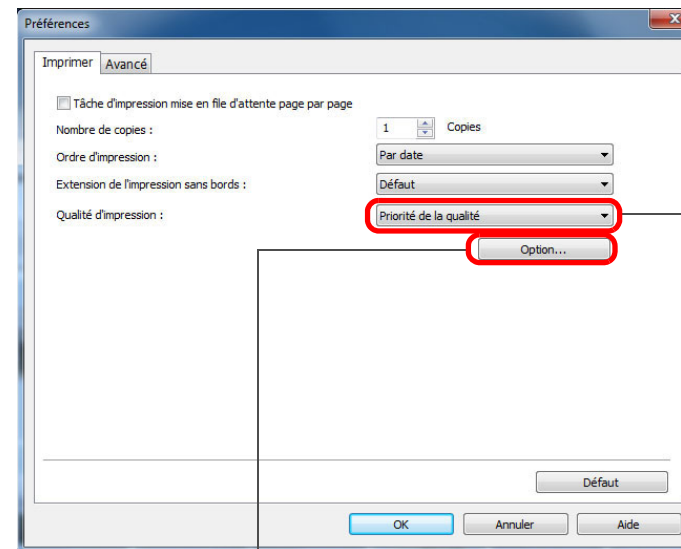 Préférences
Imprimer Avancé
Tâche d'impression mise en file d'attente page par page
Nombre de copies : 1 Copies
Ordre d'impression : Par date
Extension de l'impression sans bords : Défaut
Qualité d'impression : Priorité de la qualité
Option...
Défaut
OK Annuler Aide